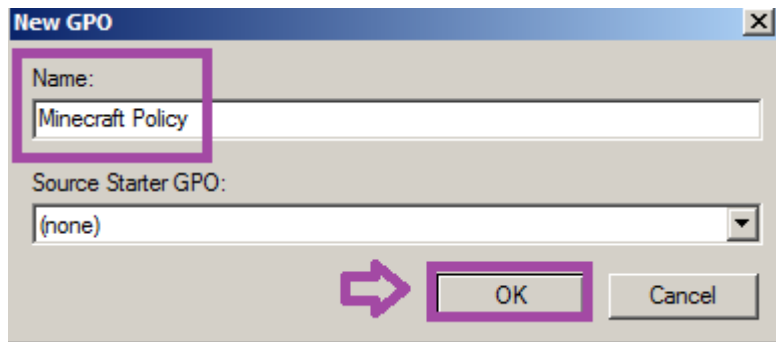 New GPO
Name:
Minecraft Policy
Source Starter GPO:
(none)
OK Cancel